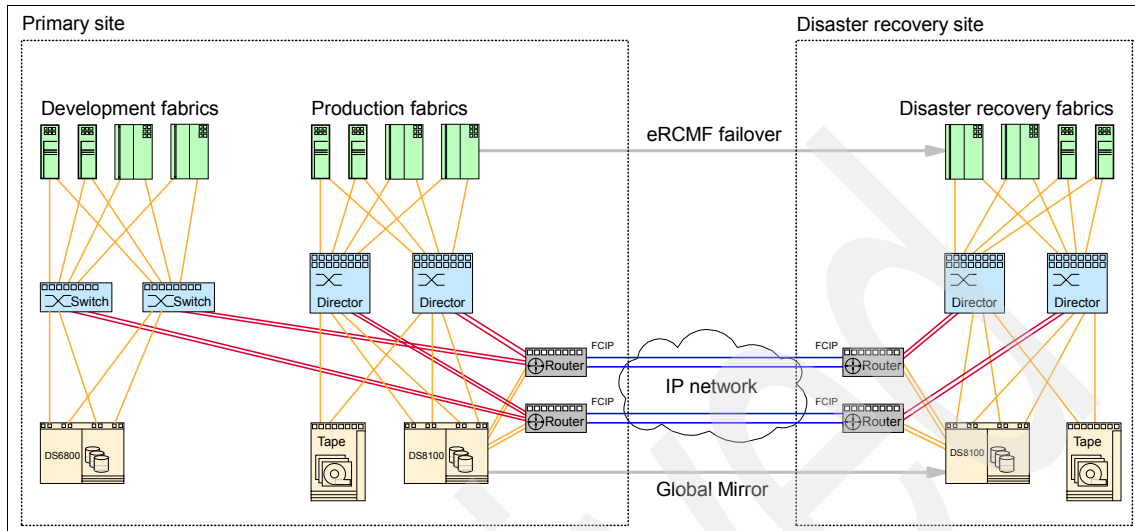 Primary site
Disaster recovery site
Development fabrics
Production fabrics
Disaster recovery fabrics
eRCMF failover
Switch
Switch
Director
Director
Director
Director
FCIP
FCIP
Router
Router
IP network
FCIP
FCIP
Router
Router
DS6800
Tape
DS8100
DS8100
Tape
Global Mirror